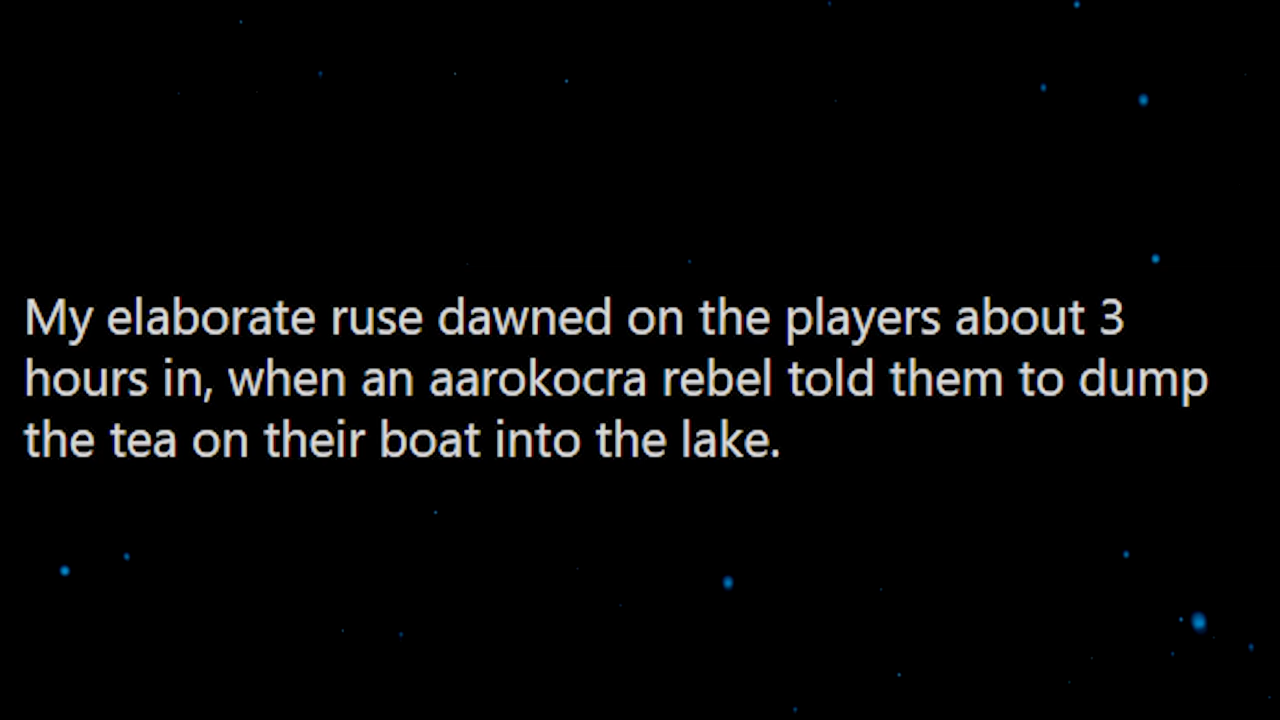 My elaborate ruse dawned on the players about 3
hours in, when an aarokocra rebel told them to dump
the tea on their boat into the lake.